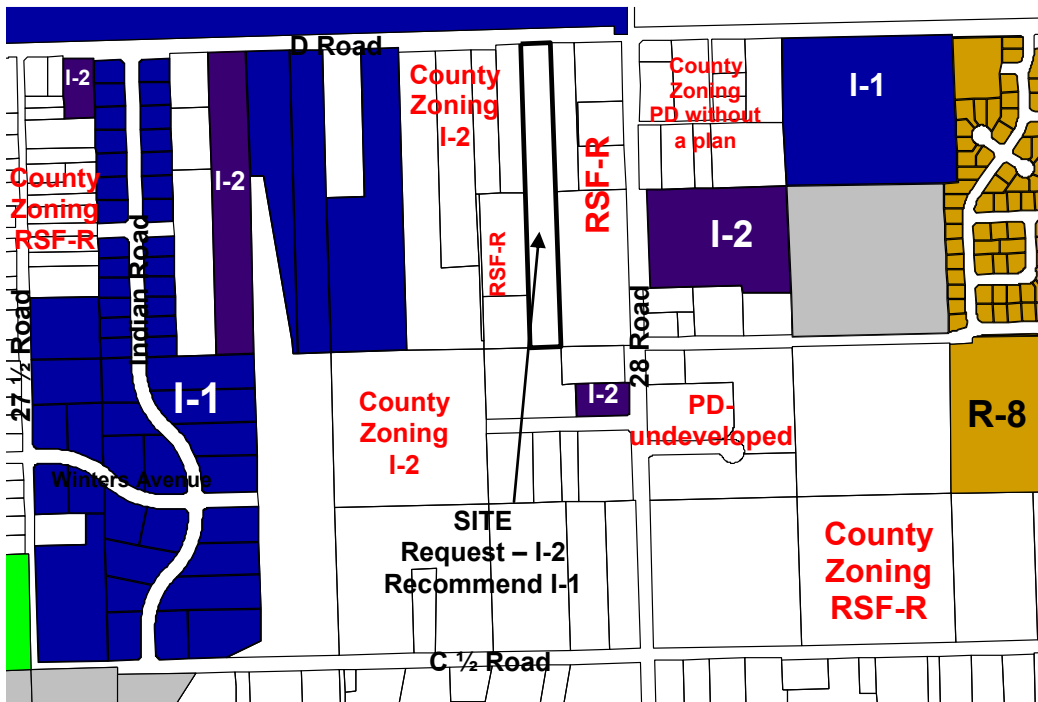 D Road
I-2
County
Zoning
I-2
County
Zoning
PD without
a plan
I-1
County
Zoning
RSF-R
I-2
RSF-R
RSF-R
I-2
Indian Road
27 ½ Road
28 Road
I-1
County
Zoning
I-2
I-2
PD-
undeveloped
R-8
Winters Avenue
SITE
Request – I-2
Recommend I-1
County
Zoning
RSF-R
C ½ Road